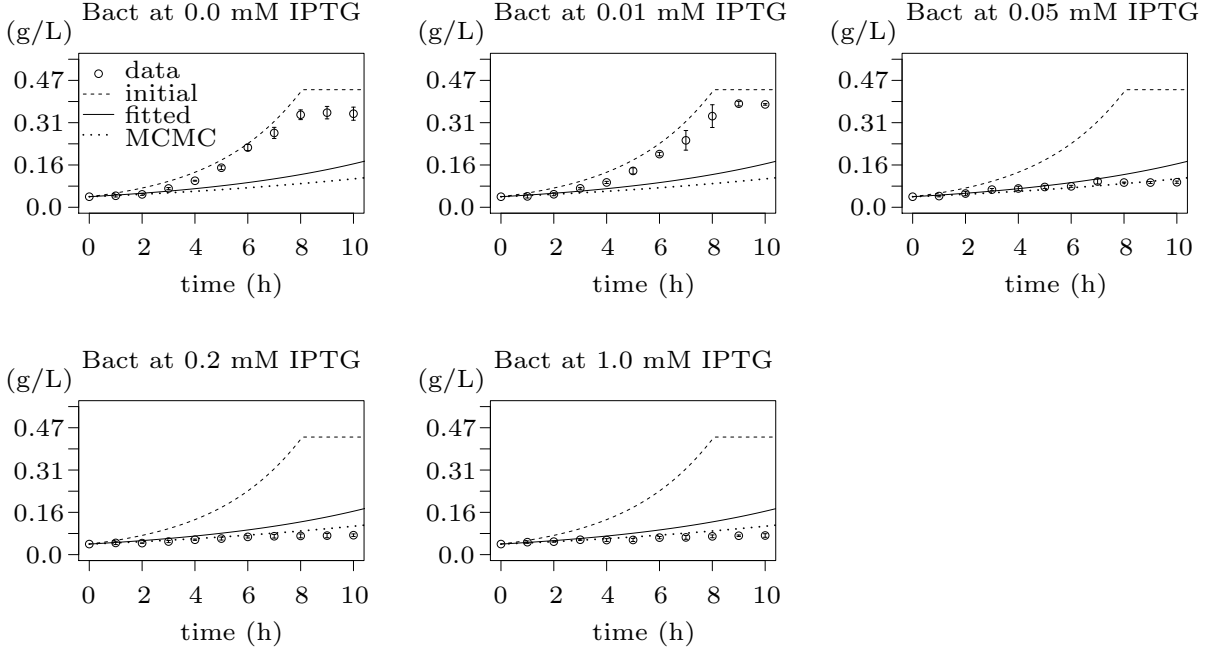 Bact at 0.0 mM IPTG
(g/L)
0.47
0.31
0.16
0.0
data
initial
fitted
MCMC
0 2 4 6 8 10
time (h)
Bact at 0.01 mM IPTG
(g/L)
0.47
0.31
0.16
0.0
0 2 4 6 8 10
time (h)
Bact at 0.05 mM IPTG
(g/L)
0.47
0.31
0.16
0.0
0 2 4 6 8 10
time (h)
Bact at 0.2 mM IPTG
(g/L)
0.47
0.31
0.16
0.0
0 2 4 6 8 10
time (h)
Bact at 1.0 mM IPTG
(g/L)
0.47
0.31
0.16
0.0
0 2 4 6 8 10
time (h)